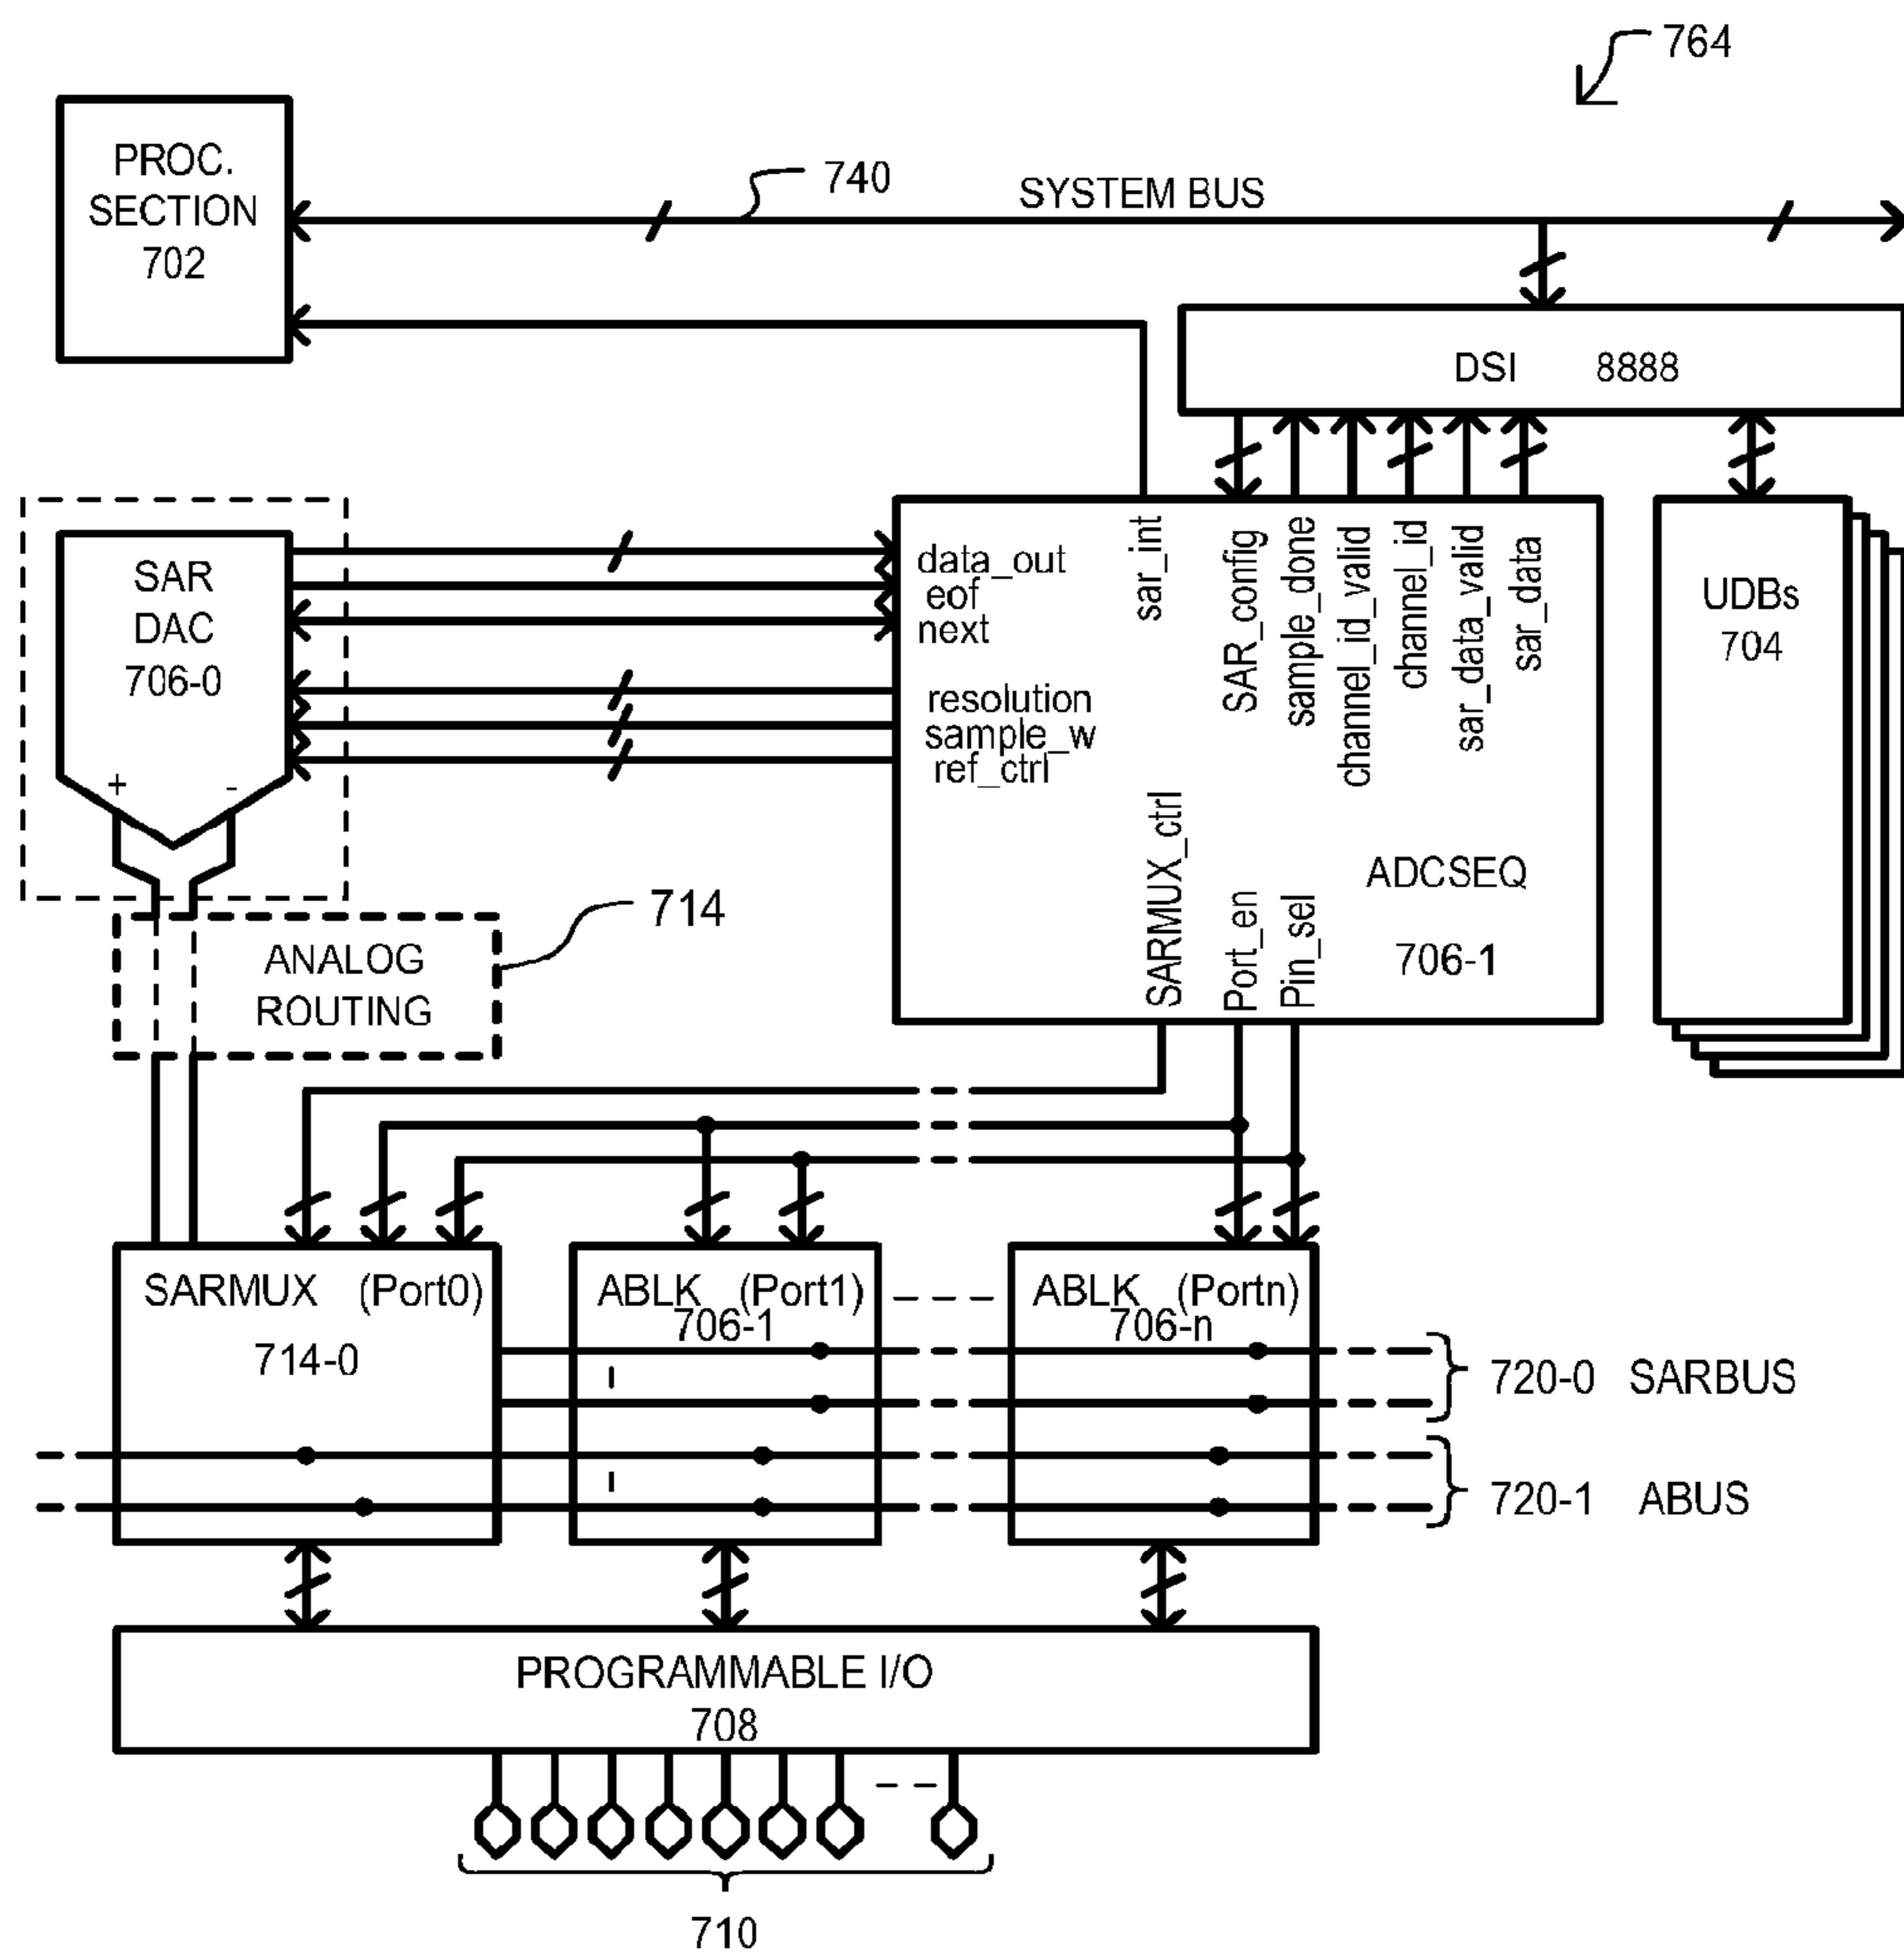 764
PROC.
SECTION
702
740
SYSTEM BUS
DSI 8888
SAR
DAC
706-0
+ -
data_out
eof
next
resolution
sample_w
ref_ctrl
sar_int
SAR_config
sample_done
channel_id_valid
channel_id
sar_data_valid
sar_data
SARMUX_ctrl
Port_en
Pin_sel
ADCSEQ
706-1
UDBs
704
714
ANALOG
ROUTING
SARMUX (Port0)
714-0
ABLK (Port1)
706-1
ABLK (Portn)
706-n
720-0 SARBUS
720-1 ABUS
PROGRAMMABLE I/O
708
710